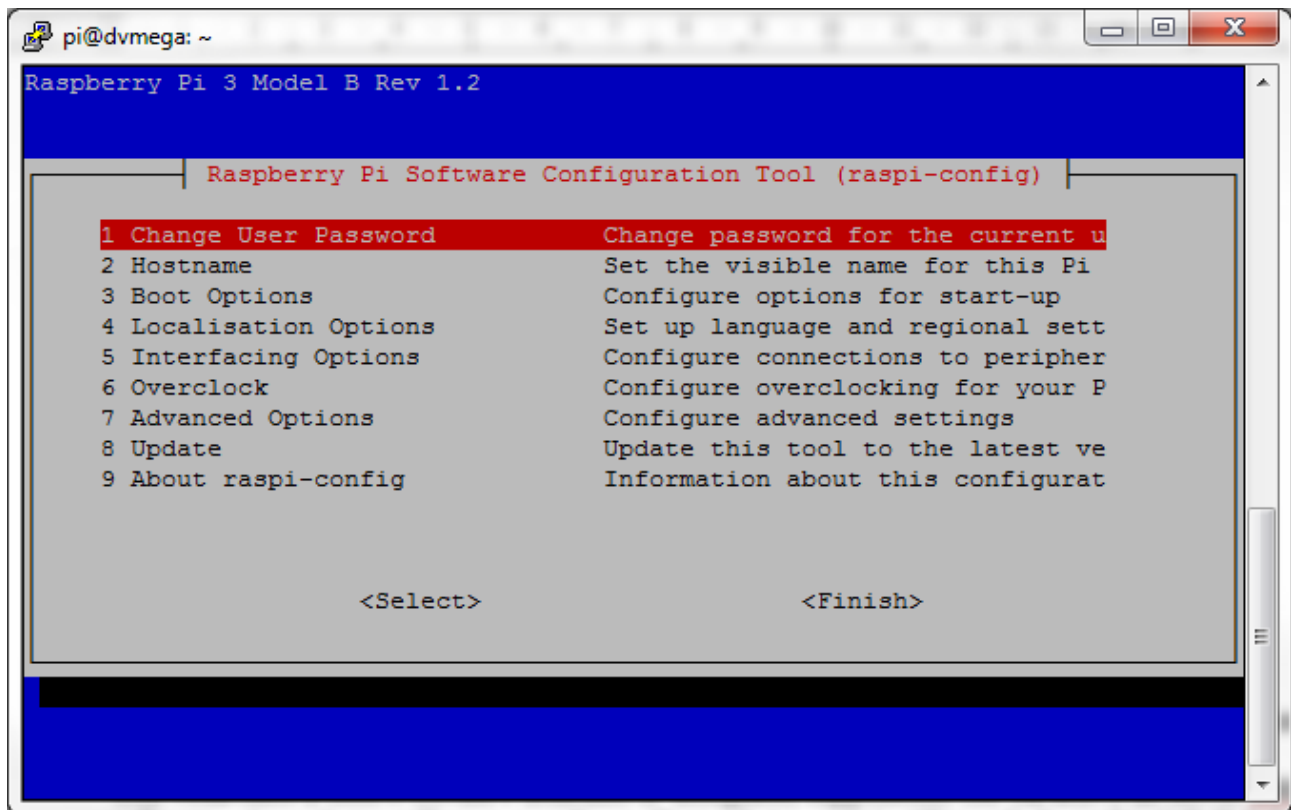 pi@dvmega: ~
Raspberry Pi 3 Model B Rev 1.2
Raspberry Pi Software Configuration Tool (raspi-config)
1 Change User Password Change password for the current u
2 Hostname Set the visible name for this Pi
3 Boot Options Configure options for start-up
4 Localisation Options Set up language and regional sett
5 Interfacing Options Configure connections to peripher
6 Overclock Configure overclocking for your P
7 Advanced Options Configure advanced settings
8 Update Update this tool to the latest ve
9 About raspi-config Information about this configurat
<Select> <Finish>